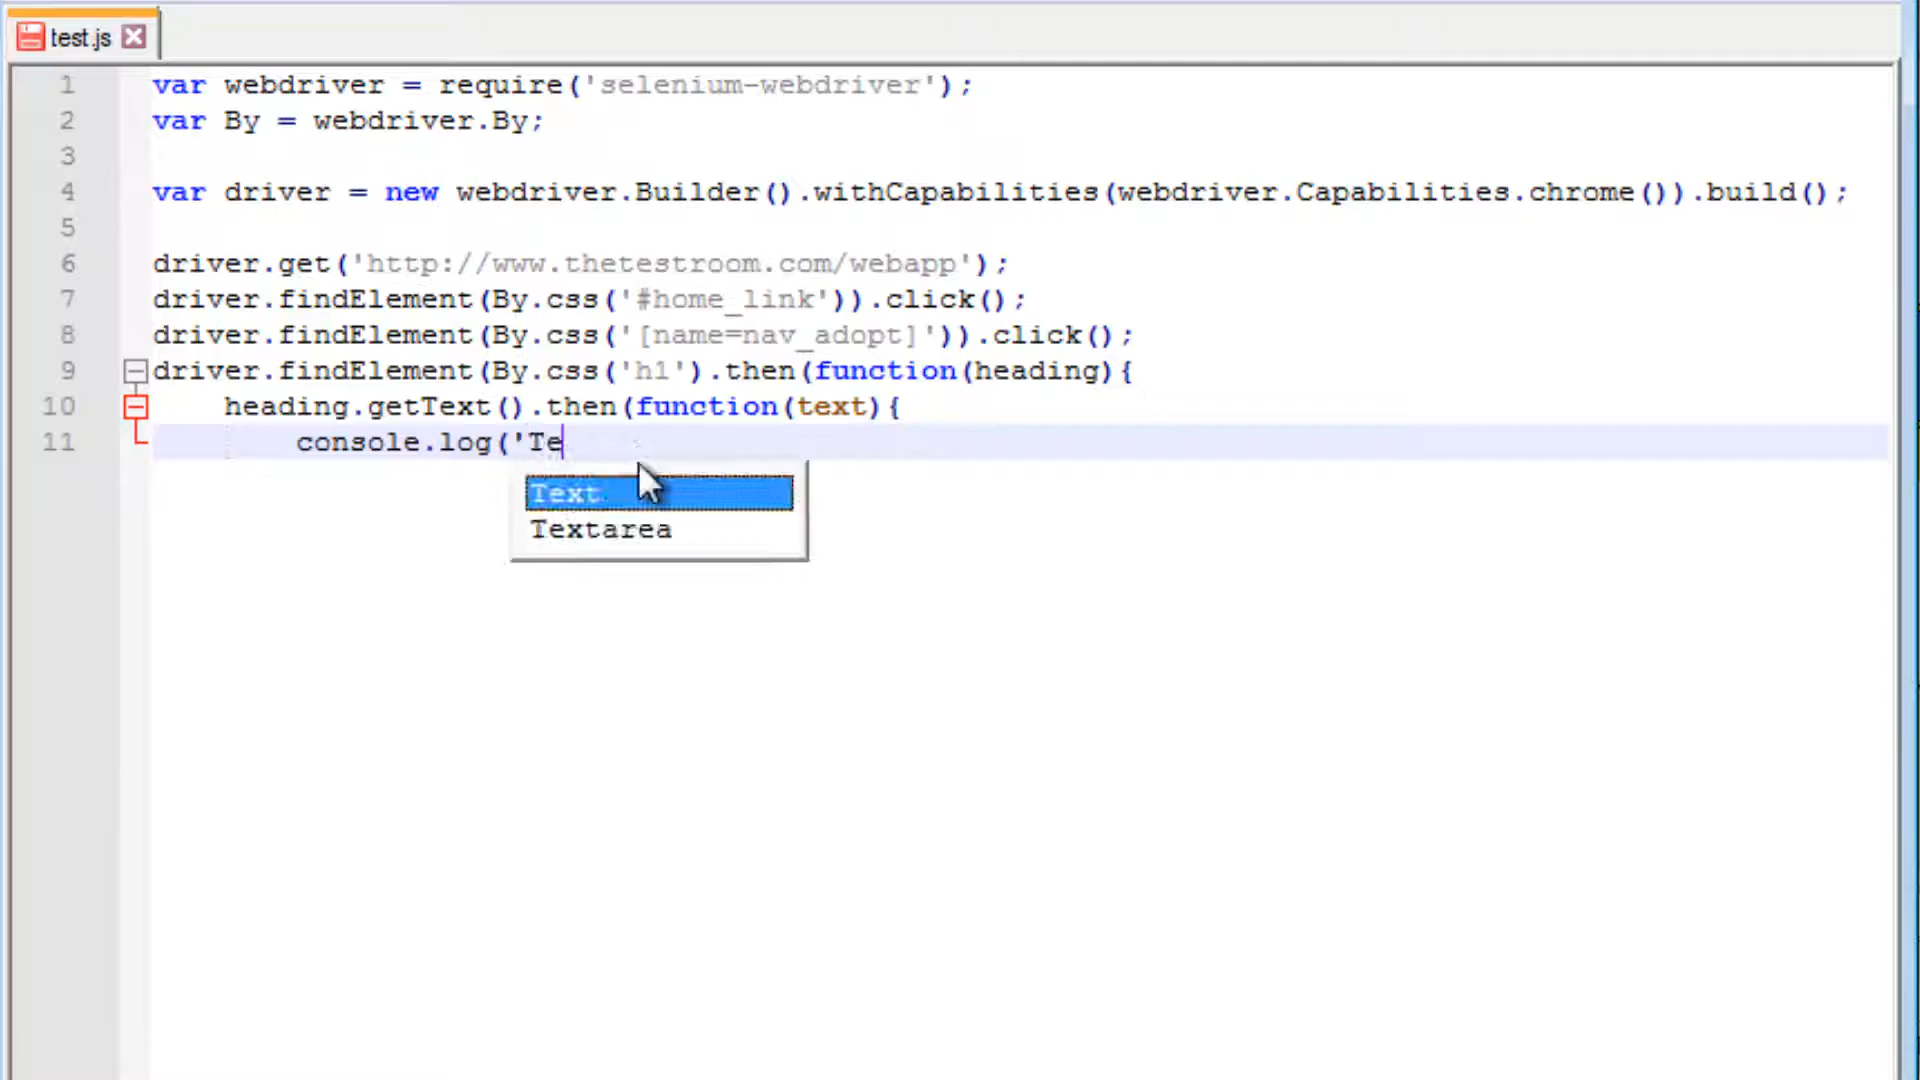 test.js
1 var webdriver = require('selenium-webdriver');
2 var By = webdriver.By;
3
4 var driver = new webdriver.Builder().withCapabilities(webdriver.Capabilities.chrome()).build();
5
6 driver.get('http://www.thetestroom.com/webapp');
7 driver.findElement(By.css('#home_link')).click();
8 driver.findElement(By.css('[name=nav_adopt]')).click();
9 driver.findElement(By.css('h1').then(function(heading){
10 heading.getText().then(function(text){
11 console.log('Te
Text
Textarea